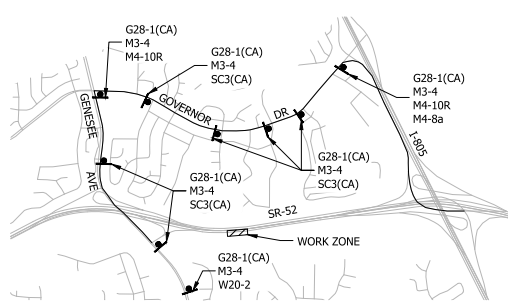 G28-1(CA)
M3-4
M4-10R
G28-1(CA)
M3-4
SC3(CA)
GOVERNOR
DR
G28-1(CA)
M3-4
M4-10R
M4-8a
GENESEE
AVE
I-805
G28-1(CA)
M3-4
SC3(CA)
G28-1(CA)
M3-4
SC3(CA)
SR-52
WORK ZONE
G28-1(CA)
M3-4
W20-2